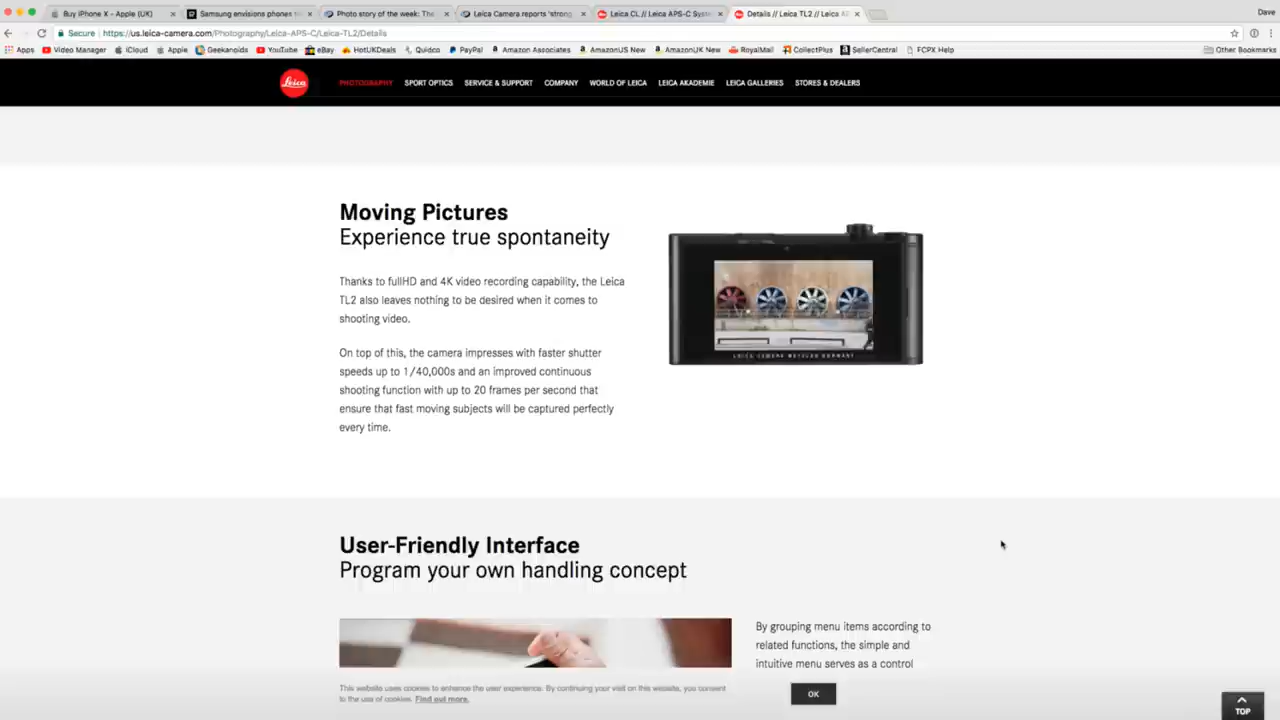 Buy iPhone X - Apple (UK)
Samsung envisions phones
Photo story of the week: The
Leica Camera reports 'strong
Leica CL // Leica APS-C Syste
Details // Leica TL2 // Leica AP
Dave
Secure
https://us.leica-camera.com/Photography/Leica-APS-C/Leica-TL2/Details
Apps
Video Manager
iCloud
Apple
Geekanoids
YouTube
eBay
HotUKDeals
Quidco
PayPal
Amazon Associates
AmazonUS New
AmazonUK New
RoyalMail
CollectPlus
SellerCentral
FCPX Help
Other Bookmarks
Leica
PHOTOGRAPHY
SPORT OPTICS
SERVICE & SUPPORT
COMPANY
WORLD OF LEICA
LEICA AKADEMIE
LEICA GALLERIES
STORES & DEALERS
Moving Pictures
Experience true spontaneity
Thanks to fullHD and 4K video recording capability, the Leica
TL2 also leaves nothing to be desired when it comes to
shooting video.
On top of this, the camera impresses with faster shutter
speeds up to 1/40,000s and an improved continuous
shooting function with up to 20 frames per second that
ensure that fast moving subjects will be captured perfectly
every time.
LEICA CAMERA WETZLAR GERMANY
User-Friendly Interface
Program your own handling concept
By grouping menu items according to
related functions, the simple and
intuitive menu serves as a control
This website uses cookies to enhance the user experience. By continuing your visit on this website, you consent
to the use of cookies. Find out more.
OK
TOP